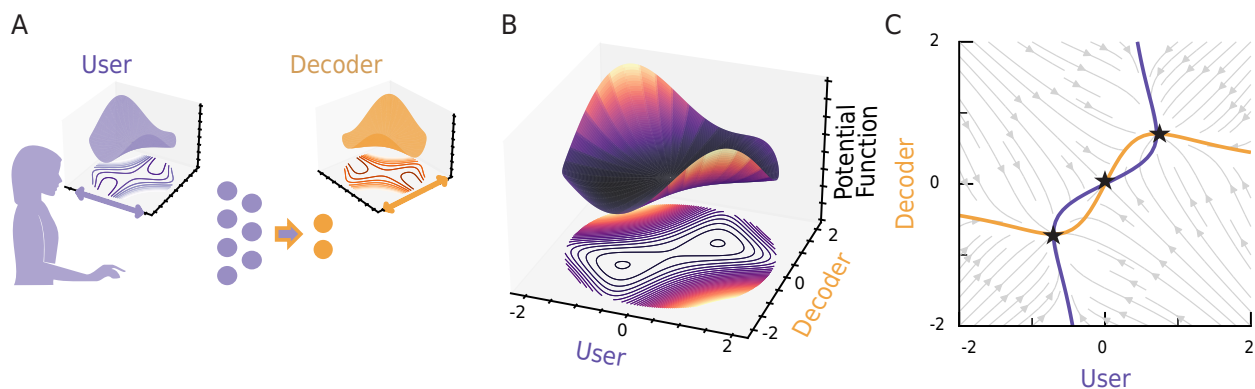 A
User
Decoder
B
Potential
Function
-2
0
2
User
-2
0
2
Decoder
C
2
0
-2
Decoder
-2
0
2
User